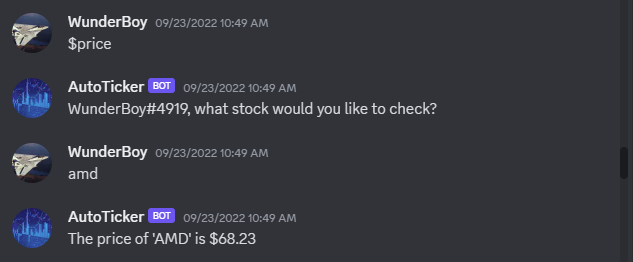 WunderBoy 09/23/2022 10:49 AM
$price
AutoTicker BOT 09/23/2022 10:49 AM
WunderBoy#4919, what stock would you like to check?
WunderBoy 09/23/2022 10:49 AM
amd
AutoTicker BOT 09/23/2022 10:49 AM
The price of 'AMD' is $68.23